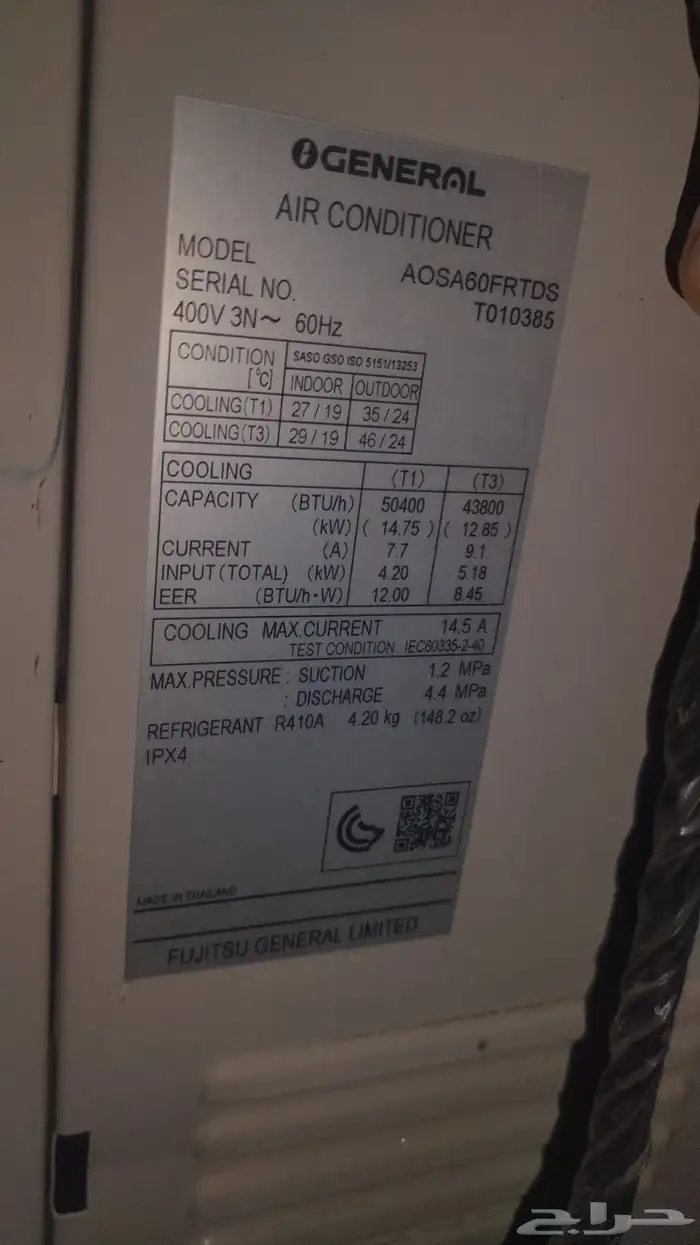 GENERAL
AIR CONDITIONER
MODEL AOSA60FRTDS
SERIAL NO. T010385
400V 3N～ 60Hz
CONDITION [°C] SASO GSO ISO 5151/13253
INDOOR OUTDOOR
COOLING(T1) 27/19 35/24
COOLING(T3) 29/19 46/24
COOLING (T1) (T3)
CAPACITY (BTU/h) 50400 43800
(kW) ( 14.75 ) ( 12.85 )
CURRENT (A) 7.7 9.1
INPUT(TOTAL) (kW) 4.20 5.18
EER (BTU/h·W) 12.00 8.45
COOLING MAX.CURRENT 14.5 A
TEST CONDITION IEC60335-2-40
MAX.PRESSURE : SUCTION 1.2 MPa
: DISCHARGE 4.4 MPa
REFRIGERANT R410A 4.20 kg (148.2 oz)
IPX4
MADE IN THAILAND
FUJITSU GENERAL LIMITED
حراج